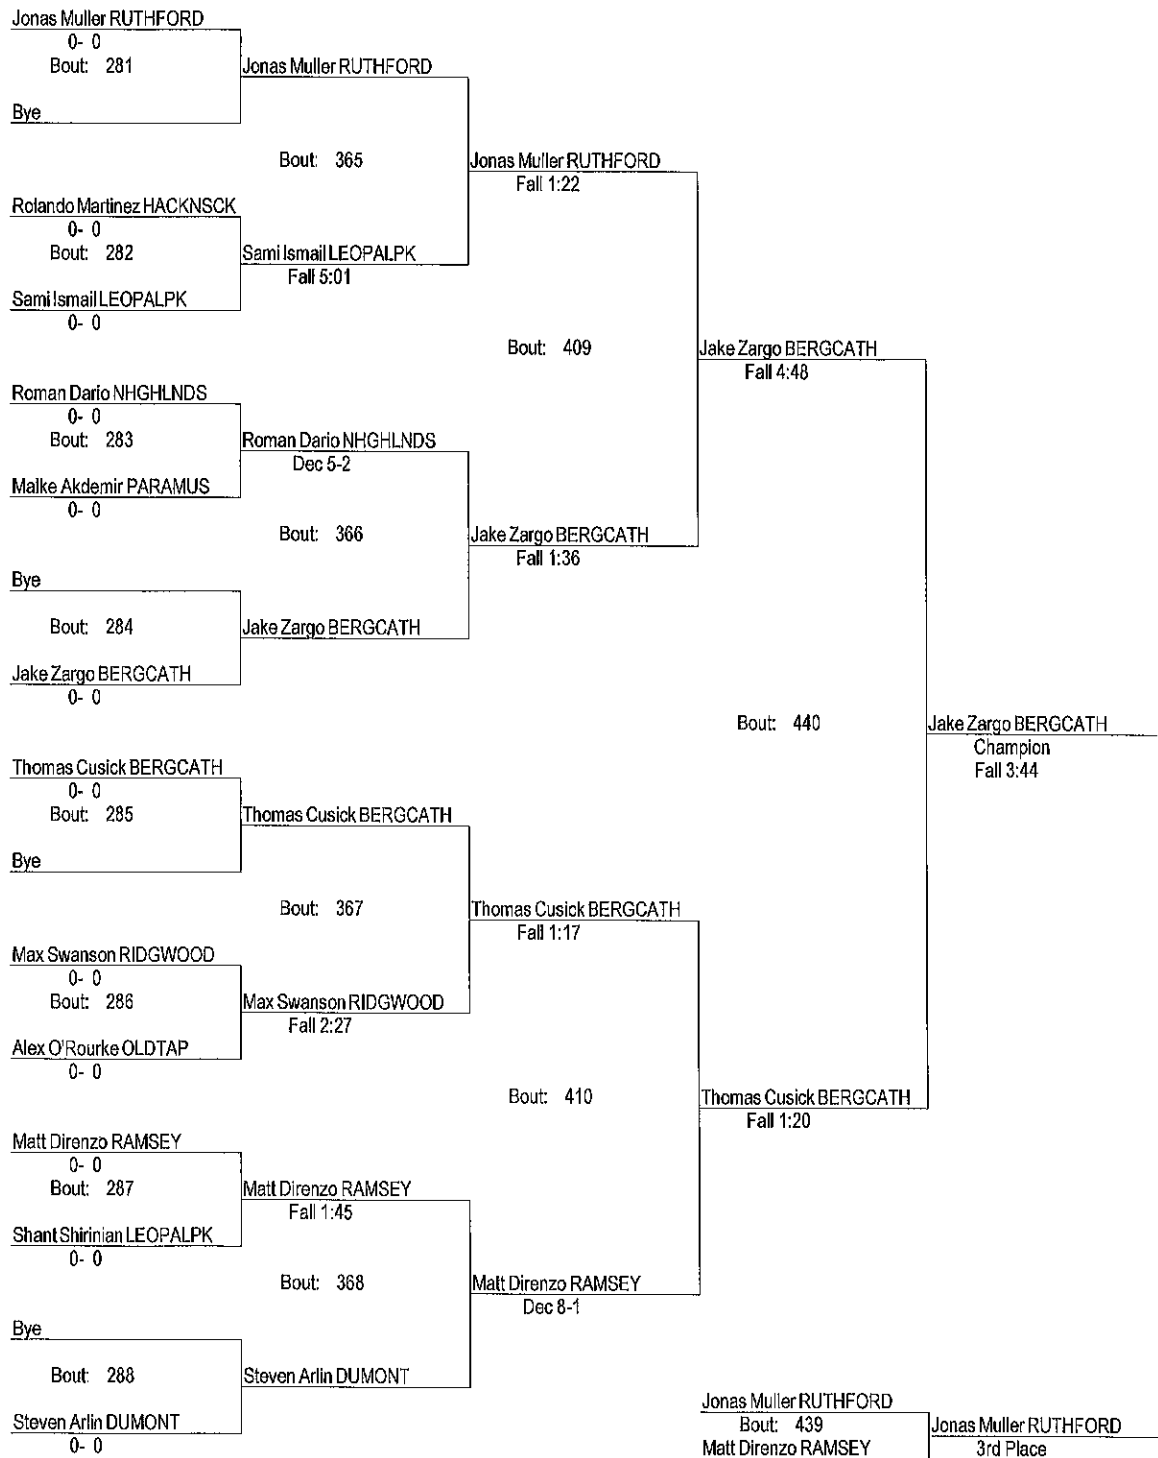 Jonas Muller RUTHFORD
0- 0
Bout: 281
Jonas Muller RUTHFORD
Bye
Bout: 365
Jonas Muller RUTHFORD
Fall 1:22
Rolando Martinez HACKNSCK
0- 0
Bout: 282
Sami Ismail LEOPALPK
Fall 5:01
Sami Ismail LEOPALPK
0- 0
Bout: 409
Jake Zargo BERGCATH
Fall 4:48
Roman Dario NHGHLNDS
0- 0
Bout: 283
Roman Dario NHGHLNDS
Dec 5-2
Malke Akdemir PARAMUS
0- 0
Bout: 366
Jake Zargo BERGCATH
Fall 1:36
Bye
Bout: 284
Jake Zargo BERGCATH
Jake Zargo BERGCATH
0- 0
Bout: 440
Jake Zargo BERGCATH
Champion
Fall 3:44
Thomas Cusick BERGCATH
0- 0
Bout: 285
Thomas Cusick BERGCATH
Bye
Bout: 367
Thomas Cusick BERGCATH
Fall 1:17
Max Swanson RIDGWOOD
0- 0
Bout: 286
Max Swanson RIDGWOOD
Fall 2:27
Alex O'Rourke OLDTAP
0- 0
Bout: 410
Thomas Cusick BERGCATH
Fall 1:20
Matt Direnzo RAMSEY
0- 0
Bout: 287
Matt Direnzo RAMSEY
Fall 1:45
Shant Shirinian LEOPALPK
0- 0
Bout: 368
Matt Direnzo RAMSEY
Dec 8-1
Bye
Bout: 288
Steven Arlin DUMONT
Steven Arlin DUMONT
0- 0
Jonas Muller RUTHFORD
Bout: 439
Jonas Muller RUTHFORD
Matt Direnzo RAMSEY
3rd Place